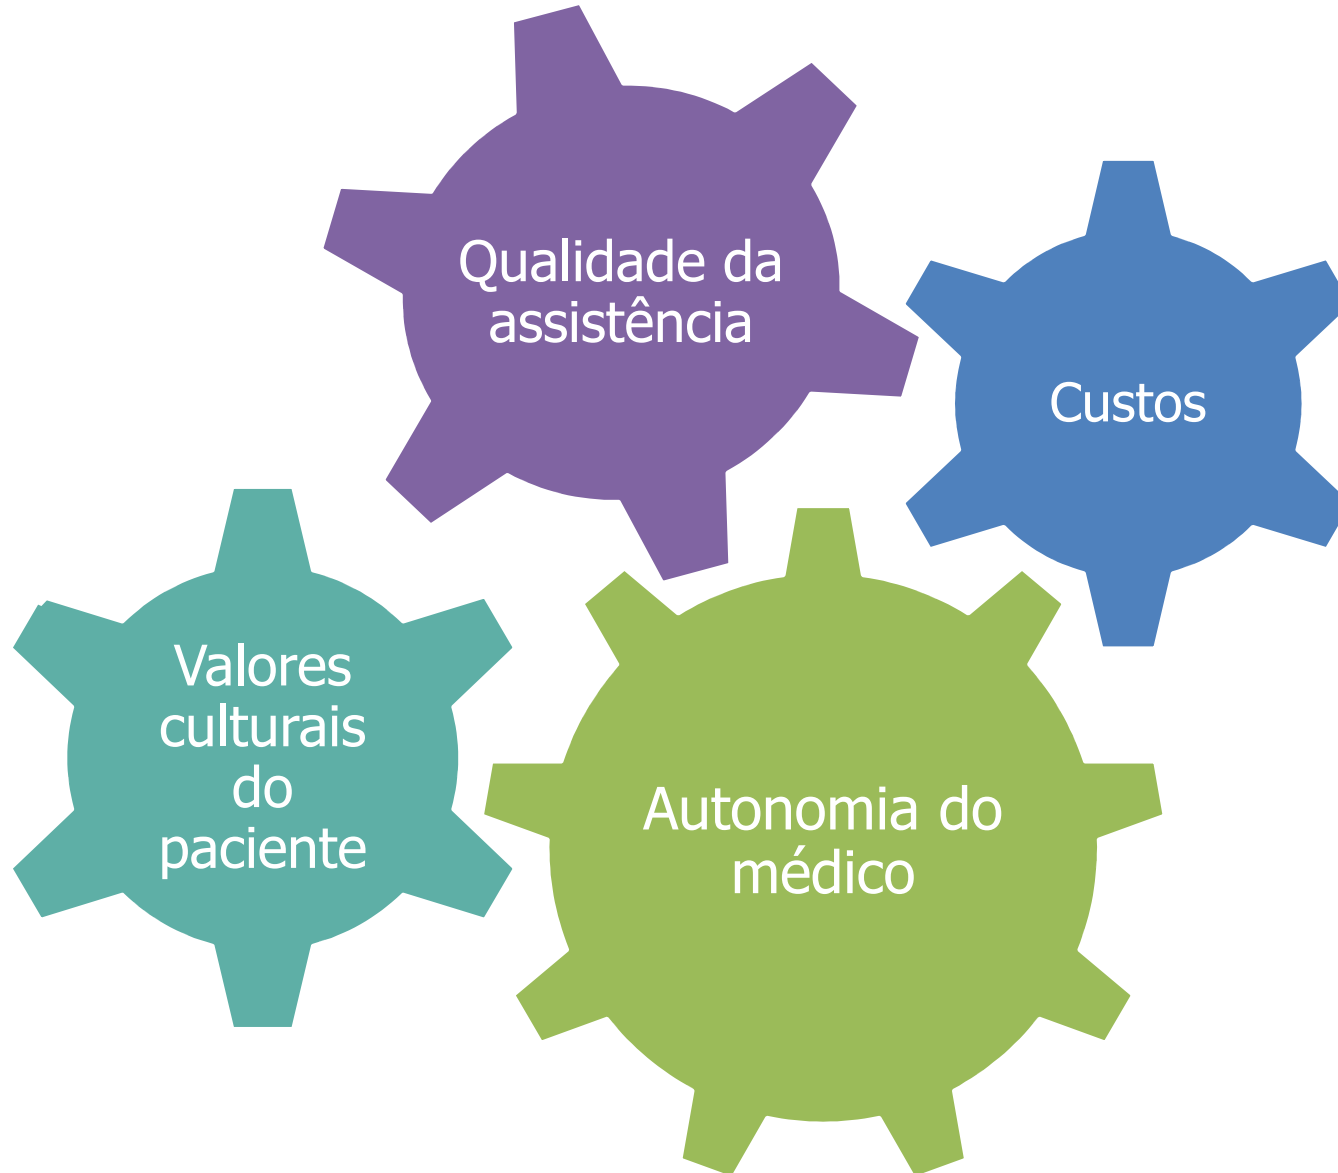 Qualidade da
assistência
Custos
Valores
culturais
do
paciente
Autonomia do
médico